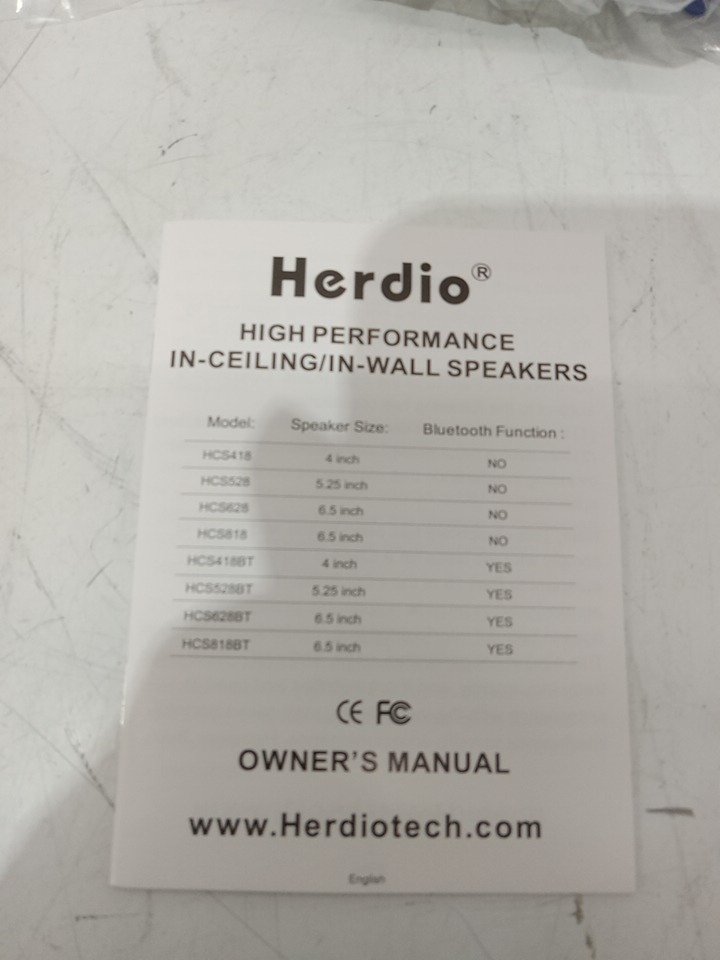 Herdio®
HIGH PERFORMANCE
IN-CEILING/IN-WALL SPEAKERS
Model: Speaker Size: Bluetooth Function :
HCS418 4 inch NO
HCS528 5.25 inch NO
HCS628 6.5 inch NO
HCS818 6.5 inch NO
HCS418BT 4 inch YES
HCS528BT 5.25 inch YES
HCS628BT 6.5 inch YES
HCS818BT 6.5 inch YES
CE FC
OWNER'S MANUAL
www.Herdiotech.com
English